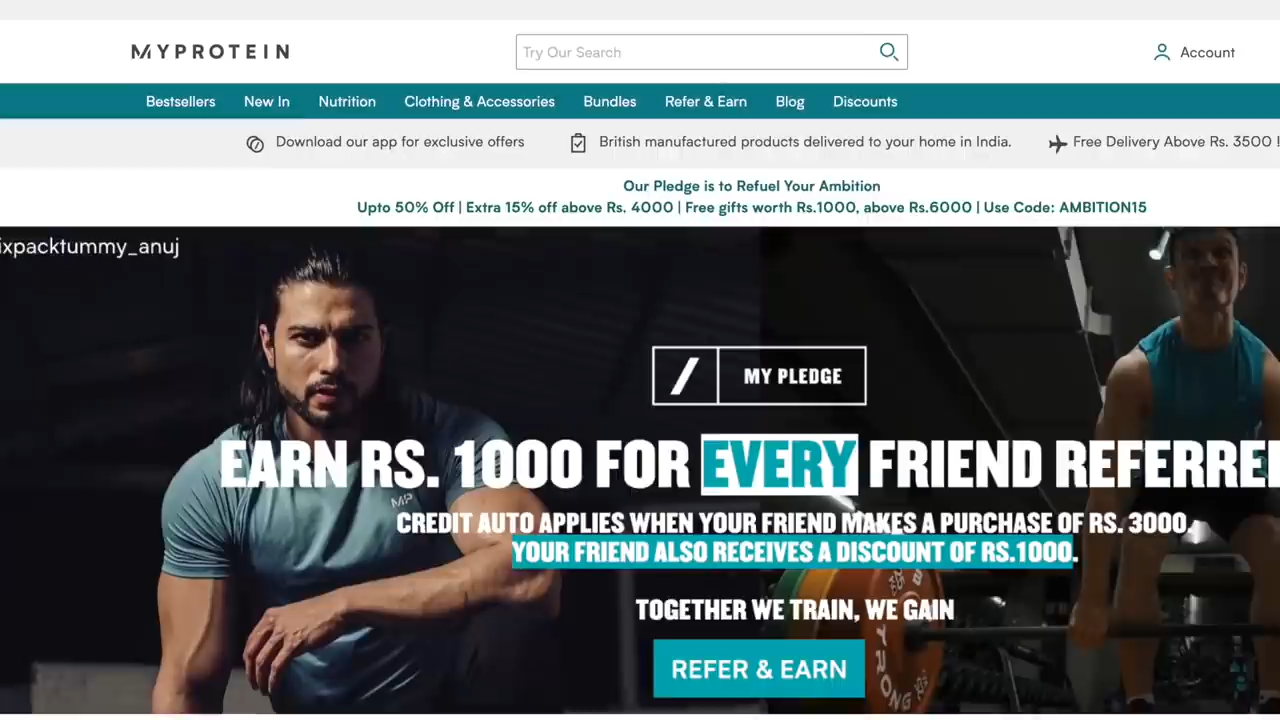 MYPROTEIN
Try Our Search
Account
Bestsellers New In Nutrition Clothing & Accessories Bundles Refer & Earn Blog Discounts
Download our app for exclusive offers
British manufactured products delivered to your home in India.
Free Delivery Above Rs. 3500 !
Our Pledge is to Refuel Your Ambition
Upto 50% Off | Extra 15% off above Rs. 4000 | Free gifts worth Rs.1000, above Rs.6000 | Use Code: AMBITION15
ixpacktummy_anuj
MY PLEDGE
EARN RS. 1000 FOR EVERY FRIEND REFERRE
MP
CREDIT AUTO APPLIES WHEN YOUR FRIEND MAKES A PURCHASE OF RS. 3000.
YOUR FRIEND ALSO RECEIVES A DISCOUNT OF RS.1000.
TOGETHER WE TRAIN, WE GAIN
REFER & EARN